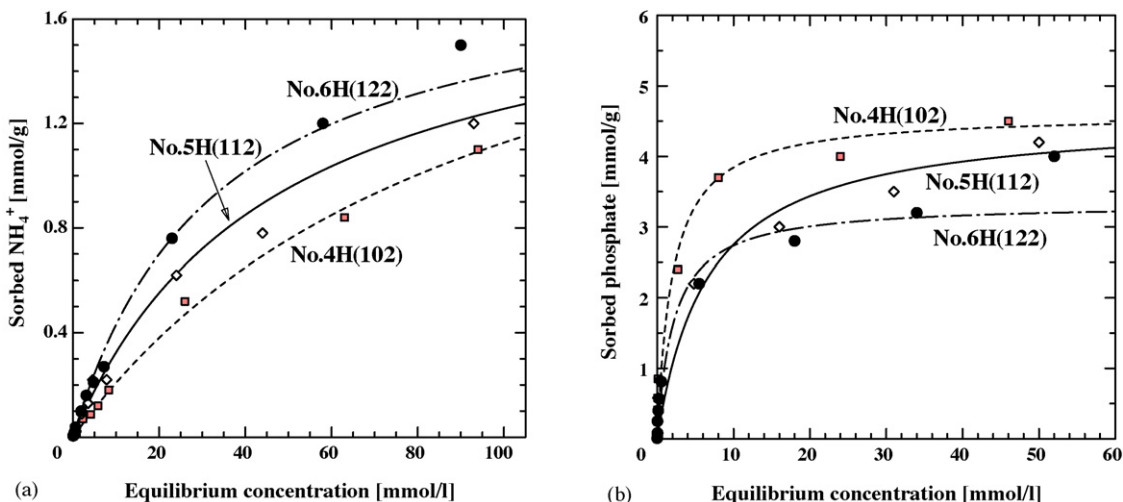 1.6
1.2
0.8
0.4
Sorbed NH₄⁺ [mmol/g]
No.6H(122)
No.5H(112)
No.4H(102)
0 20 40 60 80 100
Equilibrium concentration [mmol/l]
(a)
6
5
4
3
2
1
Sorbed phosphate [mmol/g]
No.4H(102)
No.5H(112)
No.6H(122)
0 10 20 30 40 50 60
Equilibrium concentration [mmol/l]
(b)